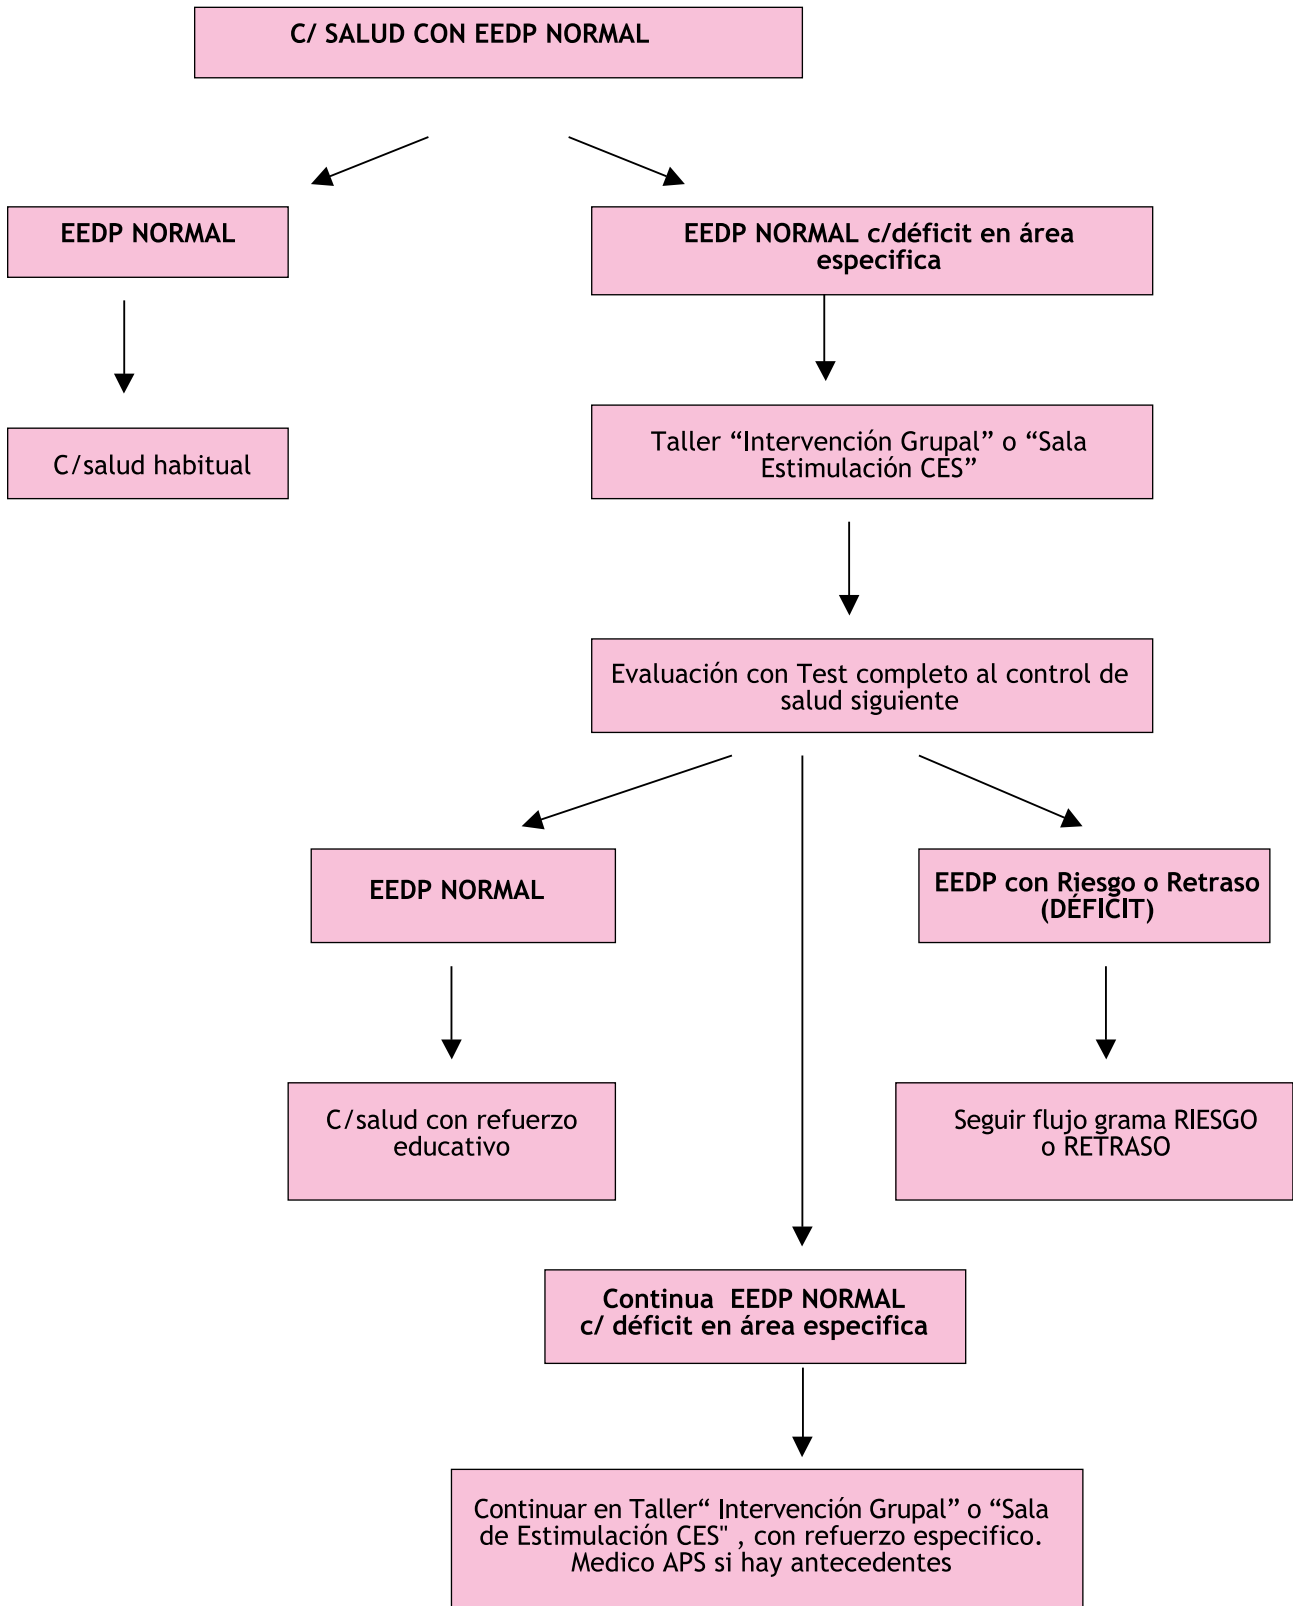 C/ SALUD CON EEDP NORMAL
EEDP NORMAL
EEDP NORMAL c/déficit en área
especifica
C/salud habitual
Taller “Intervención Grupal” o “Sala
Estimulación CES”
Evaluación con Test completo al control de
salud siguiente
EEDP NORMAL
EEDP con Riesgo o Retraso
(DÉFICIT)
C/salud con refuerzo
educativo
Seguir flujo grama RIESGO
o RETRASO
Continua  EEDP NORMAL
c/ déficit en área especifica
Continuar en Taller“ Intervención Grupal” o “Sala
de Estimulación CES" , con refuerzo especifico.
Medico APS si hay antecedentes